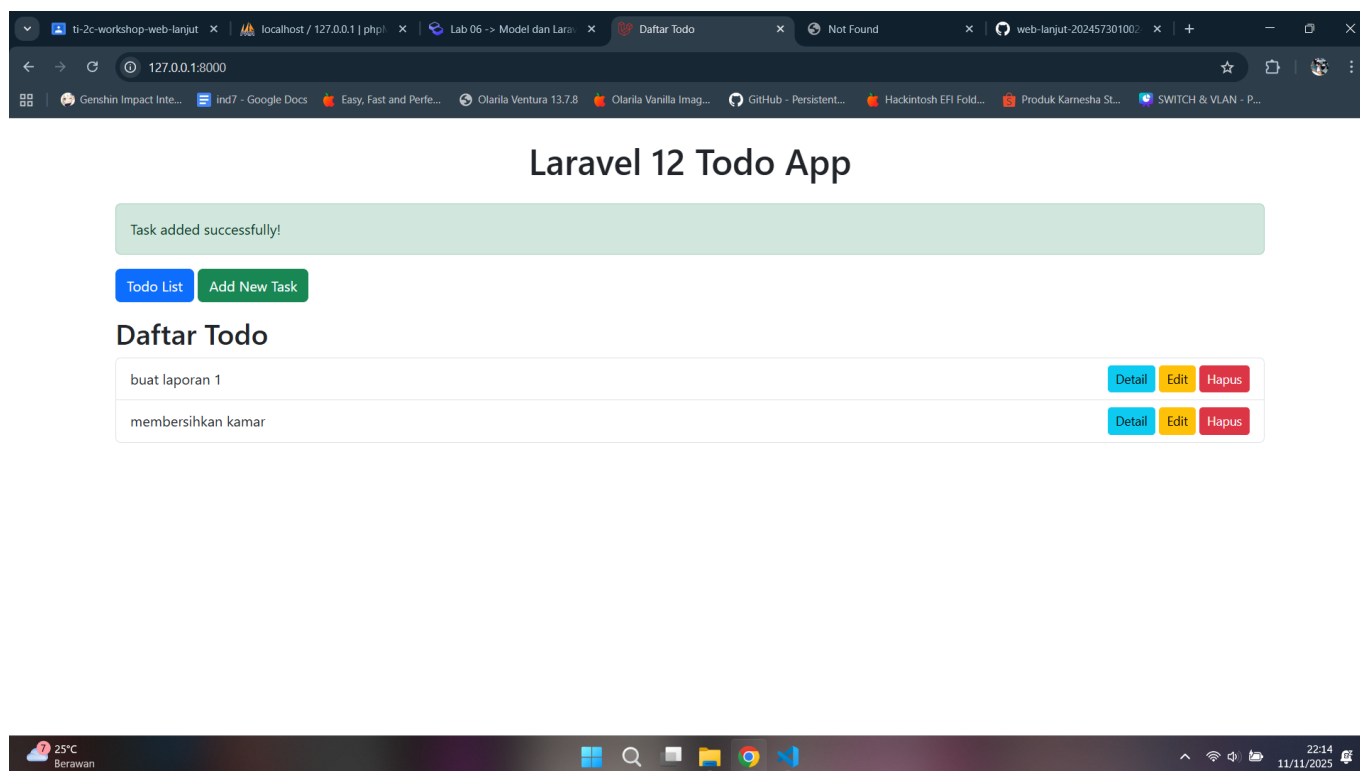 ti-2c-workshop-web-lanjut
localhost / 127.0.0.1 | php
Lab 06 -> Model dan Lara
Daftar Todo
Not Found
web-lanjut-202457301002
127.0.0.1:8000
Genshin Impact Inte...
ind7 - Google Docs
Easy, Fast and Perfe...
Olarila Ventura 13.7.8
Olarila Vanilla Imag...
GitHub - Persistent...
Hackintosh EFI Fold...
Produk Karnesha St...
SWITCH & VLAN - P...
Laravel 12 Todo App
Task added successfully!
Todo List
Add New Task
Daftar Todo
buat laporan 1
Detail Edit Hapus
membersihkan kamar
Detail Edit Hapus
7
25°C
Berawan
22:14
11/11/2025